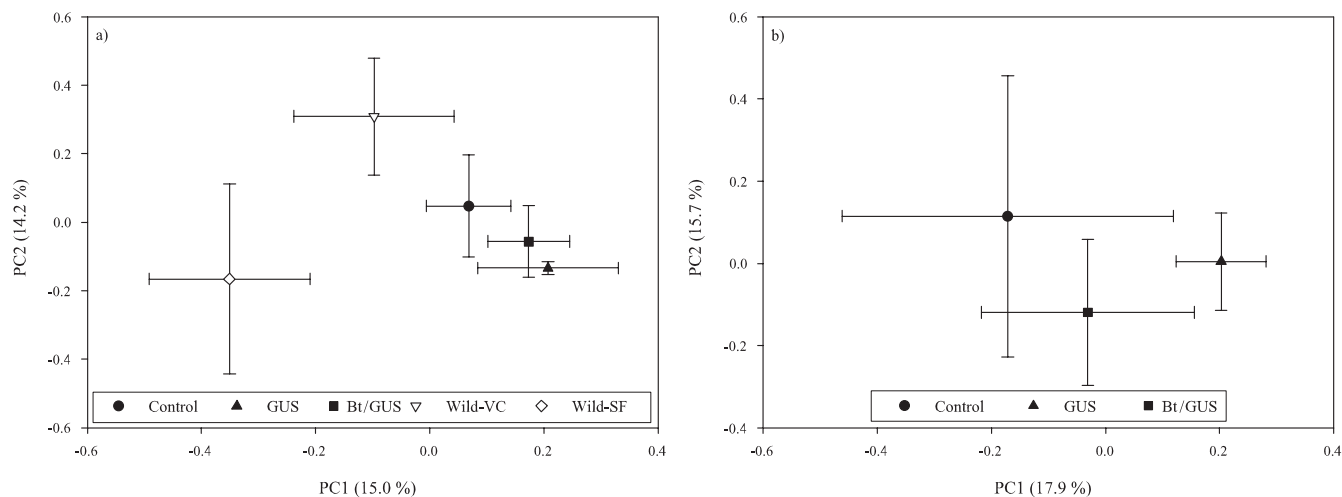 a)
0.6
0.4
0.2
0.0
-0.2
-0.4
-0.6
PC2 (14.2 %)
Control GUS Bt/GUS Wild-VC Wild-SF
-0.6 -0.4 -0.2 0.0 0.2 0.4
PC1 (15.0 %)
b)
0.6
0.4
0.2
0.0
-0.2
-0.4
PC2 (15.7 %)
Control GUS Bt/GUS
-0.6 -0.4 -0.2 0.0 0.2 0.4
PC1 (17.9 %)